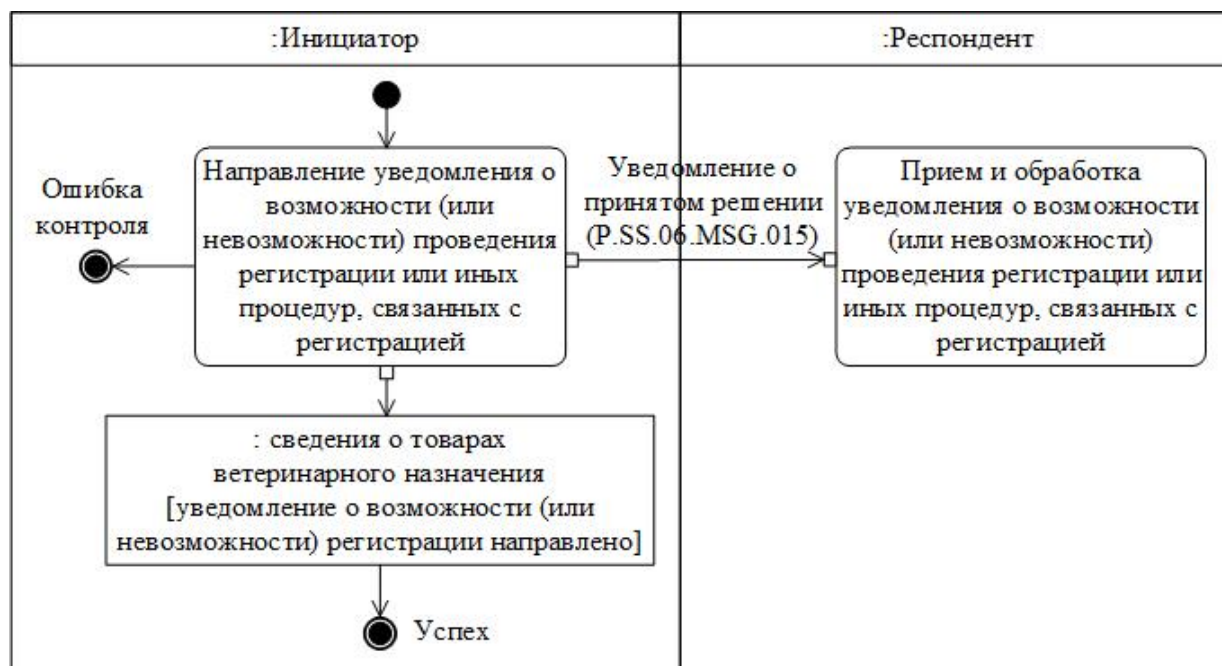 :Инициатор
:Респондент
Ошибка
контроля
Направление уведомления о
возможности (или
невозможности) проведения
регистрации или иных
процедур, связанных с
регистрацией
Уведомление о
принятом решении
(P.SS.06.MSG.015)
Прием и обработка
уведомления о возможности
(или невозможности)
проведения регистрации или
иных процедур, связанных с
регистрацией
: сведения о товарах
ветеринарного назначения
[уведомление о возможности (или
невозможности) регистрации направлено]
Успех